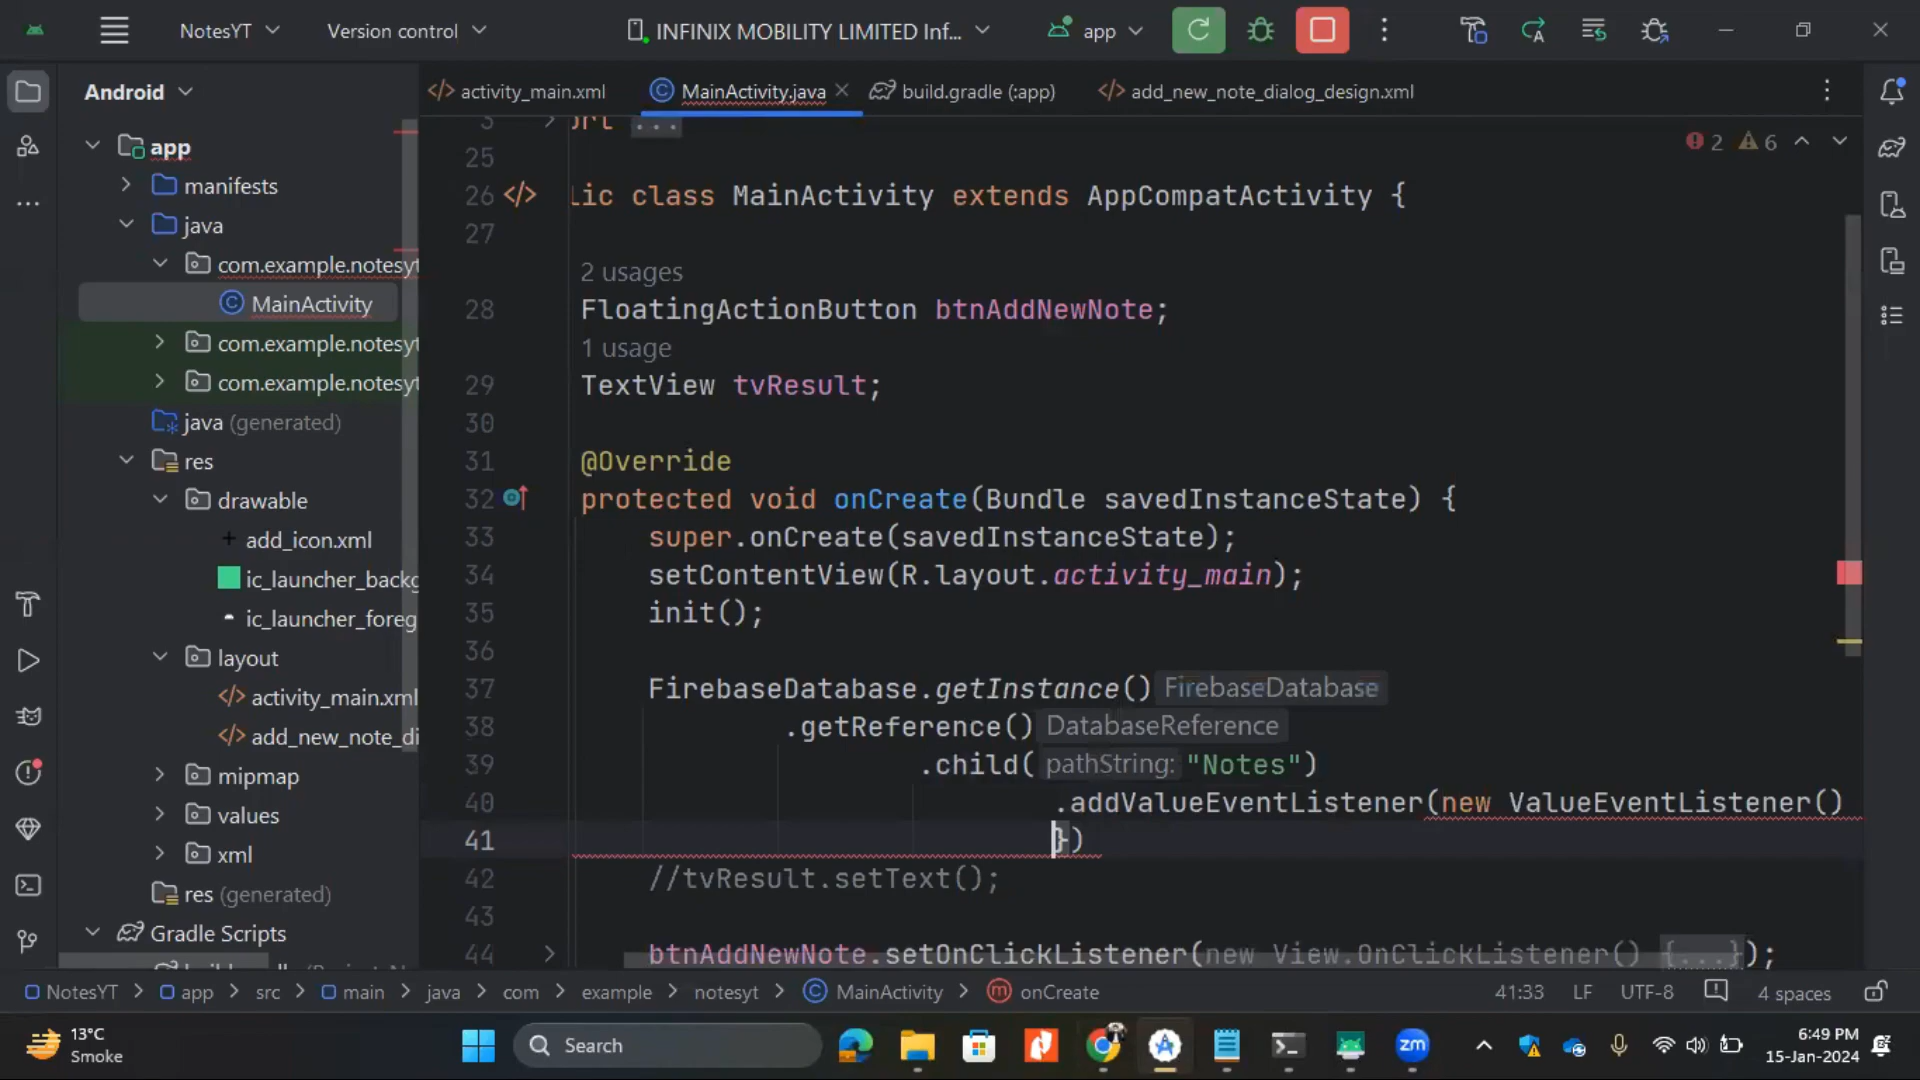 NotesYT
Version control
INFINIX MOBILITY LIMITED Inf...
app
Android
activity_main.xml
MainActivity.java
build.gradle (:app)
add_new_note_dialog_design.xml
app
manifests
java
com.example.notesyt
MainActivity
com.example.notesyt
com.example.notesyt
java (generated)
res
drawable
add_icon.xml
ic_launcher_backg
ic_launcher_foreg
layout
activity_main.xml
add_new_note_di
mipmap
values
xml
res (generated)
Gradle Scripts
3 ort ...
2 6
25
26 lic class MainActivity extends AppCompatActivity {
27
2 usages
28 FloatingActionButton btnAddNewNote;
1 usage
29 TextView tvResult;
30
31 @Override
32 protected void onCreate(Bundle savedInstanceState) {
33 super.onCreate(savedInstanceState);
34 setContentView(R.layout.activity_main);
35 init();
36
37 FirebaseDatabase.getInstance() FirebaseDatabase
38 .getReference() DatabaseReference
39 .child( pathString: "Notes")
40 .addValueEventListener(new ValueEventListener()
41 })
42 //tvResult.setText();
43
44 btnAddNewNote.setOnClickListener(new View.OnClickListener() {...});
NotesYT > app > src > main > java > com > example > notesyt > MainActivity > onCreate
41:33 LF UTF-8 4 spaces
13°C
Smoke
Search
zm
6:49 PM
15-Jan-2024